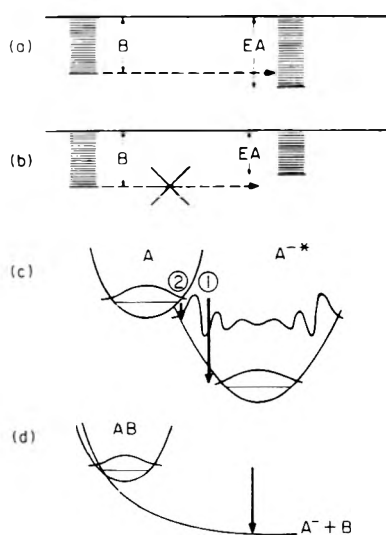 (a) B EA
(b) B EA
(c) A ② ① A⁻*
(d) AB
A⁻ + B